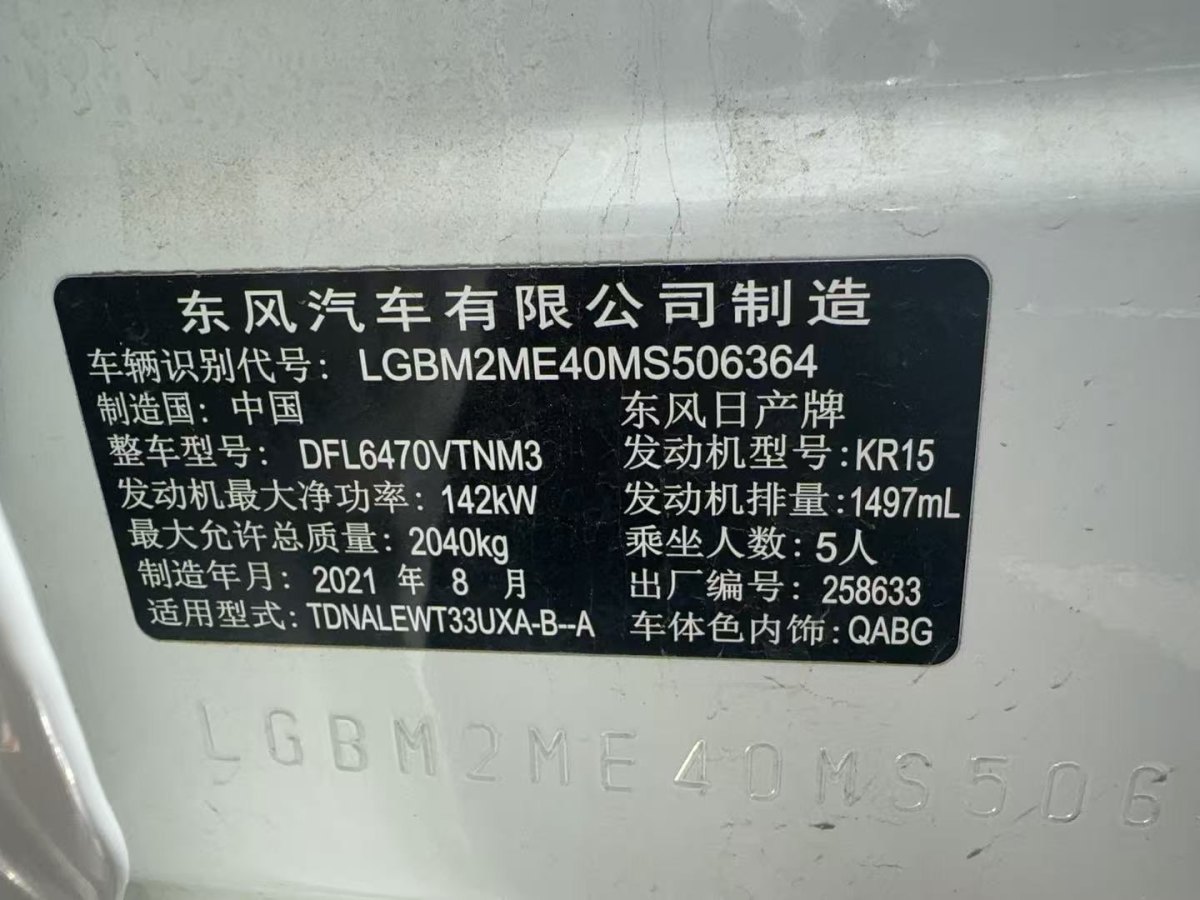 东风汽车有限公司制造
车辆识别代号: LGBM2ME40MS506364
制造国: 中国 东风日产牌
整车型号: DFL6470VTNM3 发动机型号:KR15
发动机最大净功率: 142kW 发动机排量:1497mL
最大允许总质量: 2040kg 乘坐人数: 5人
制造年月: 2021 年 8 月 出厂编号: 258633
适用型式: TDNALEWT33UXA-B--A 车体色内饰: QABG
LGBM2ME40MS506